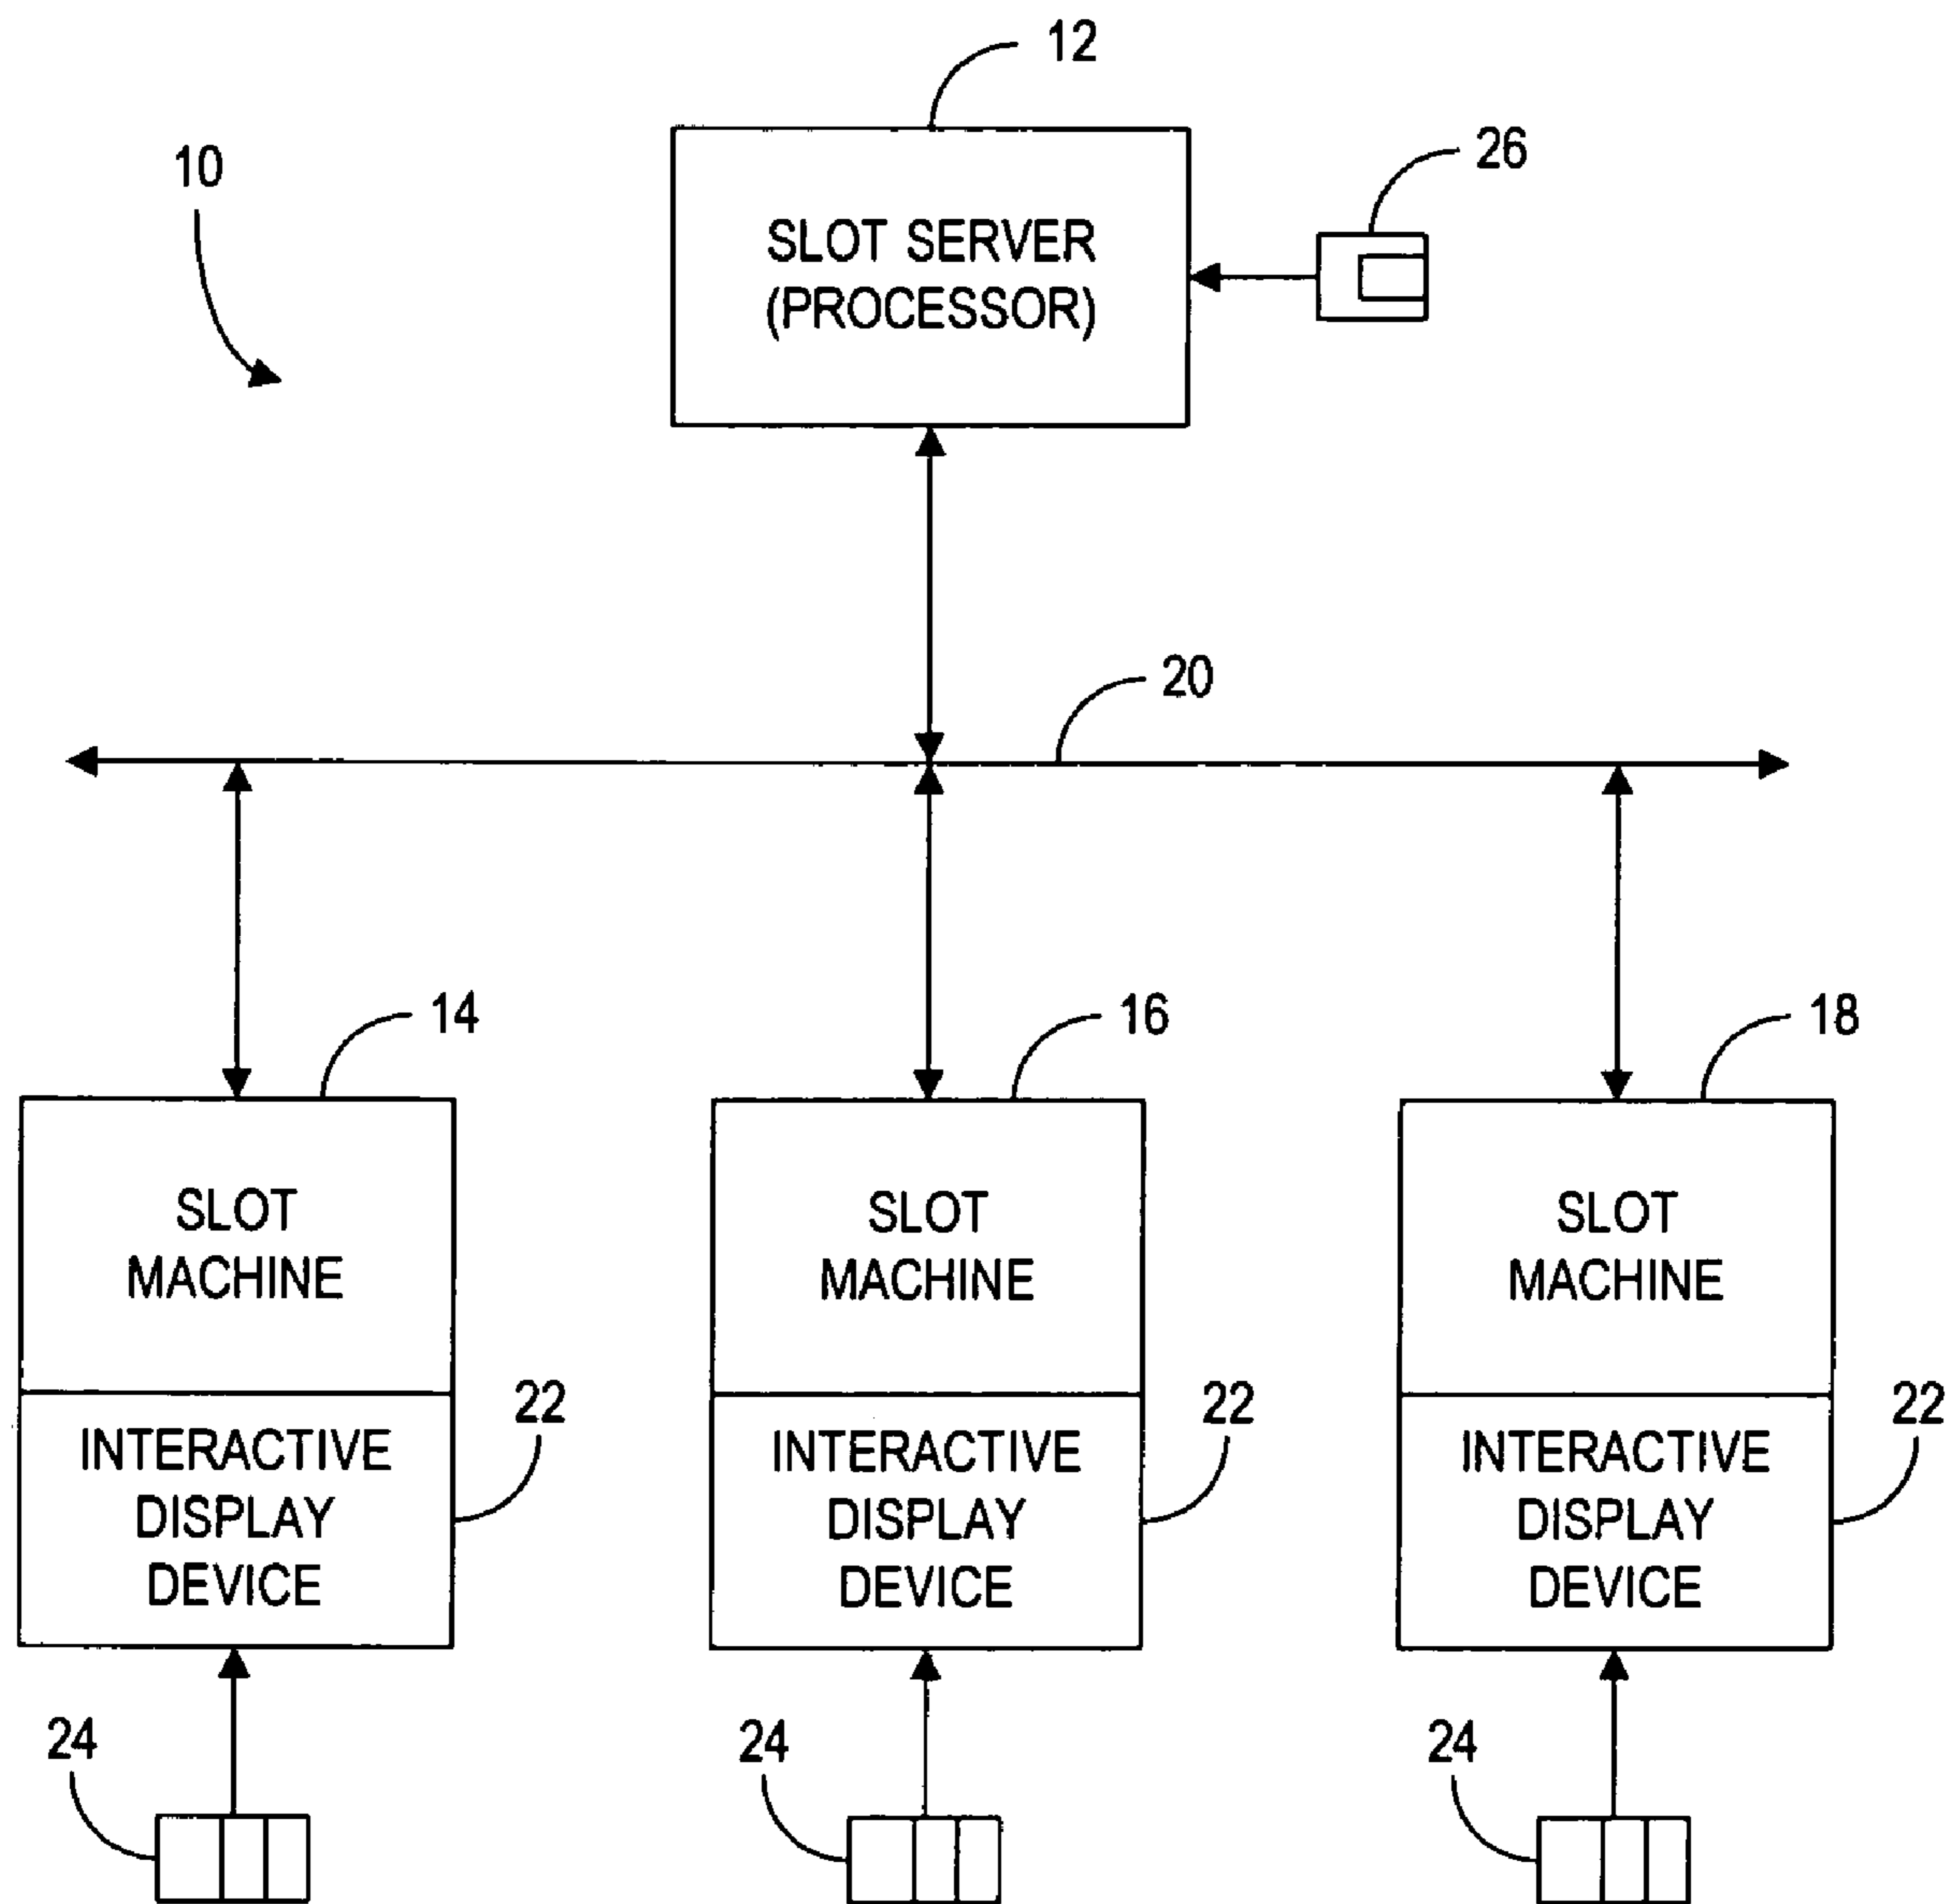 12
10
26
SLOT SERVER
(PROCESSOR)
20
14
16
18
SLOT
MACHINE
SLOT
MACHINE
SLOT
MACHINE
22
22
22
INTERACTIVE
DISPLAY
DEVICE
INTERACTIVE
DISPLAY
DEVICE
INTERACTIVE
DISPLAY
DEVICE
24
24
24